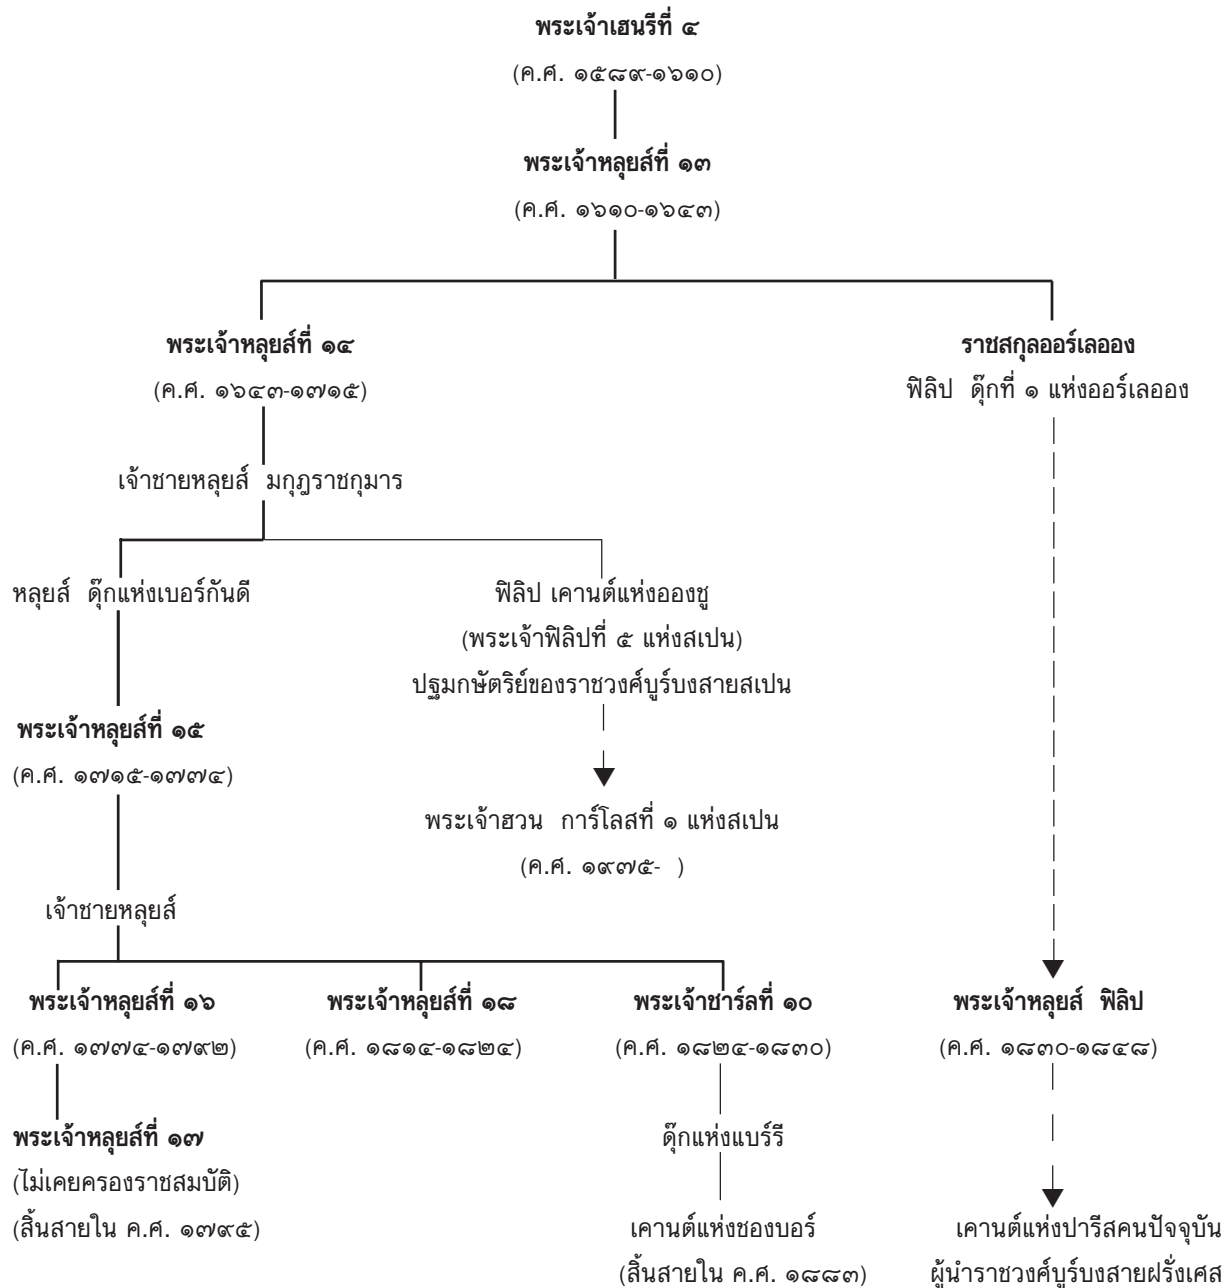 พระเจ้าเฮนรีที่ ๔
(ค.ศ. ๑๕๘๙-๑๖๑๐)
พระเจ้าหลุยส์ที่ ๑๓
(ค.ศ. ๑๖๑๐-๑๖๔๓)
พระเจ้าหลุยส์ที่ ๑๔
(ค.ศ. ๑๖๔๓-๑๗๑๕)
ราชสกุลออร์เลออง
ฟิลิป ดุ๊กที่ ๑ แห่งออร์เลออง
เจ้าชายหลุยส์ มกุฎราชกุมาร
หลุยส์ ดุ๊กแห่งเบอร์กันดี
ฟิลิป เคานต์แห่งอองชู
(พระเจ้าฟิลิปที่ ๕ แห่งสเปน)
ปฐมกษัตริย์ของราชวงศ์บูร์บงสายสเปน
พระเจ้าหลุยส์ที่ ๑๕
(ค.ศ. ๑๗๑๕-๑๗๗๔)
พระเจ้าฮวน การ์โลสที่ ๑ แห่งสเปน
(ค.ศ. ๑๙๗๕- )
เจ้าชายหลุยส์
พระเจ้าหลุยส์ที่ ๑๖
(ค.ศ. ๑๗๗๔-๑๗๙๒)
พระเจ้าหลุยส์ที่ ๑๘
(ค.ศ. ๑๘๑๔-๑๘๒๔)
พระเจ้าชาร์ลที่ ๑๐
(ค.ศ. ๑๘๒๔-๑๘๓๐)
พระเจ้าหลุยส์ ฟิลิป
(ค.ศ. ๑๘๓๐-๑๘๔๘)
พระเจ้าหลุยส์ที่ ๑๗
(ไม่เคยครองราชสมบัติ)
(สิ้นสายใน ค.ศ. ๑๗๙๕)
ดุ๊กแห่งแบร์รี
เคานต์แห่งชองบอร์
(สิ้นสายใน ค.ศ. ๑๘๘๓)
เคานต์แห่งปารีสคนปัจจุบัน
ผู้นำราชวงศ์บูร์บงสายฝรั่งเศส